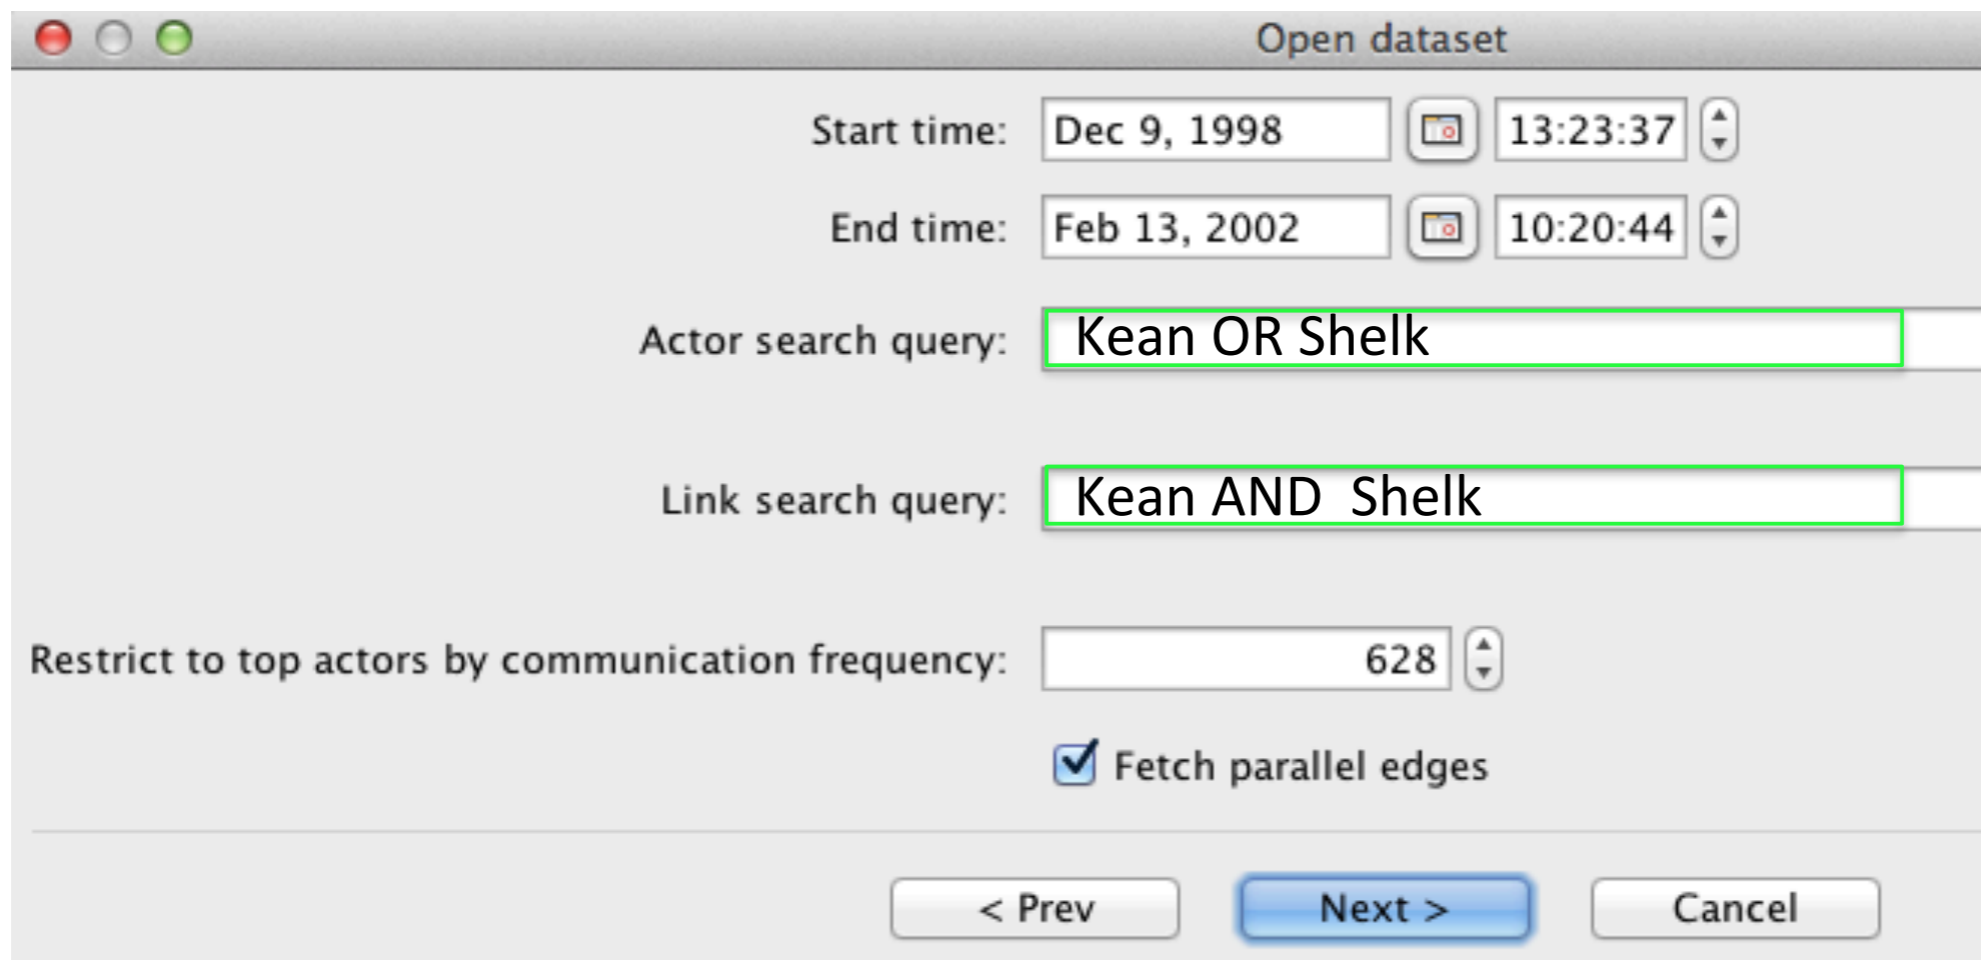 Open dataset
Start time: Dec 9, 1998 13:23:37
End time: Feb 13, 2002 10:20:44
Actor search query: Kean OR Shelk
Link search query: Kean AND  Shelk
Restrict to top actors by communication frequency: 628
Fetch parallel edges
< Prev Next > Cancel